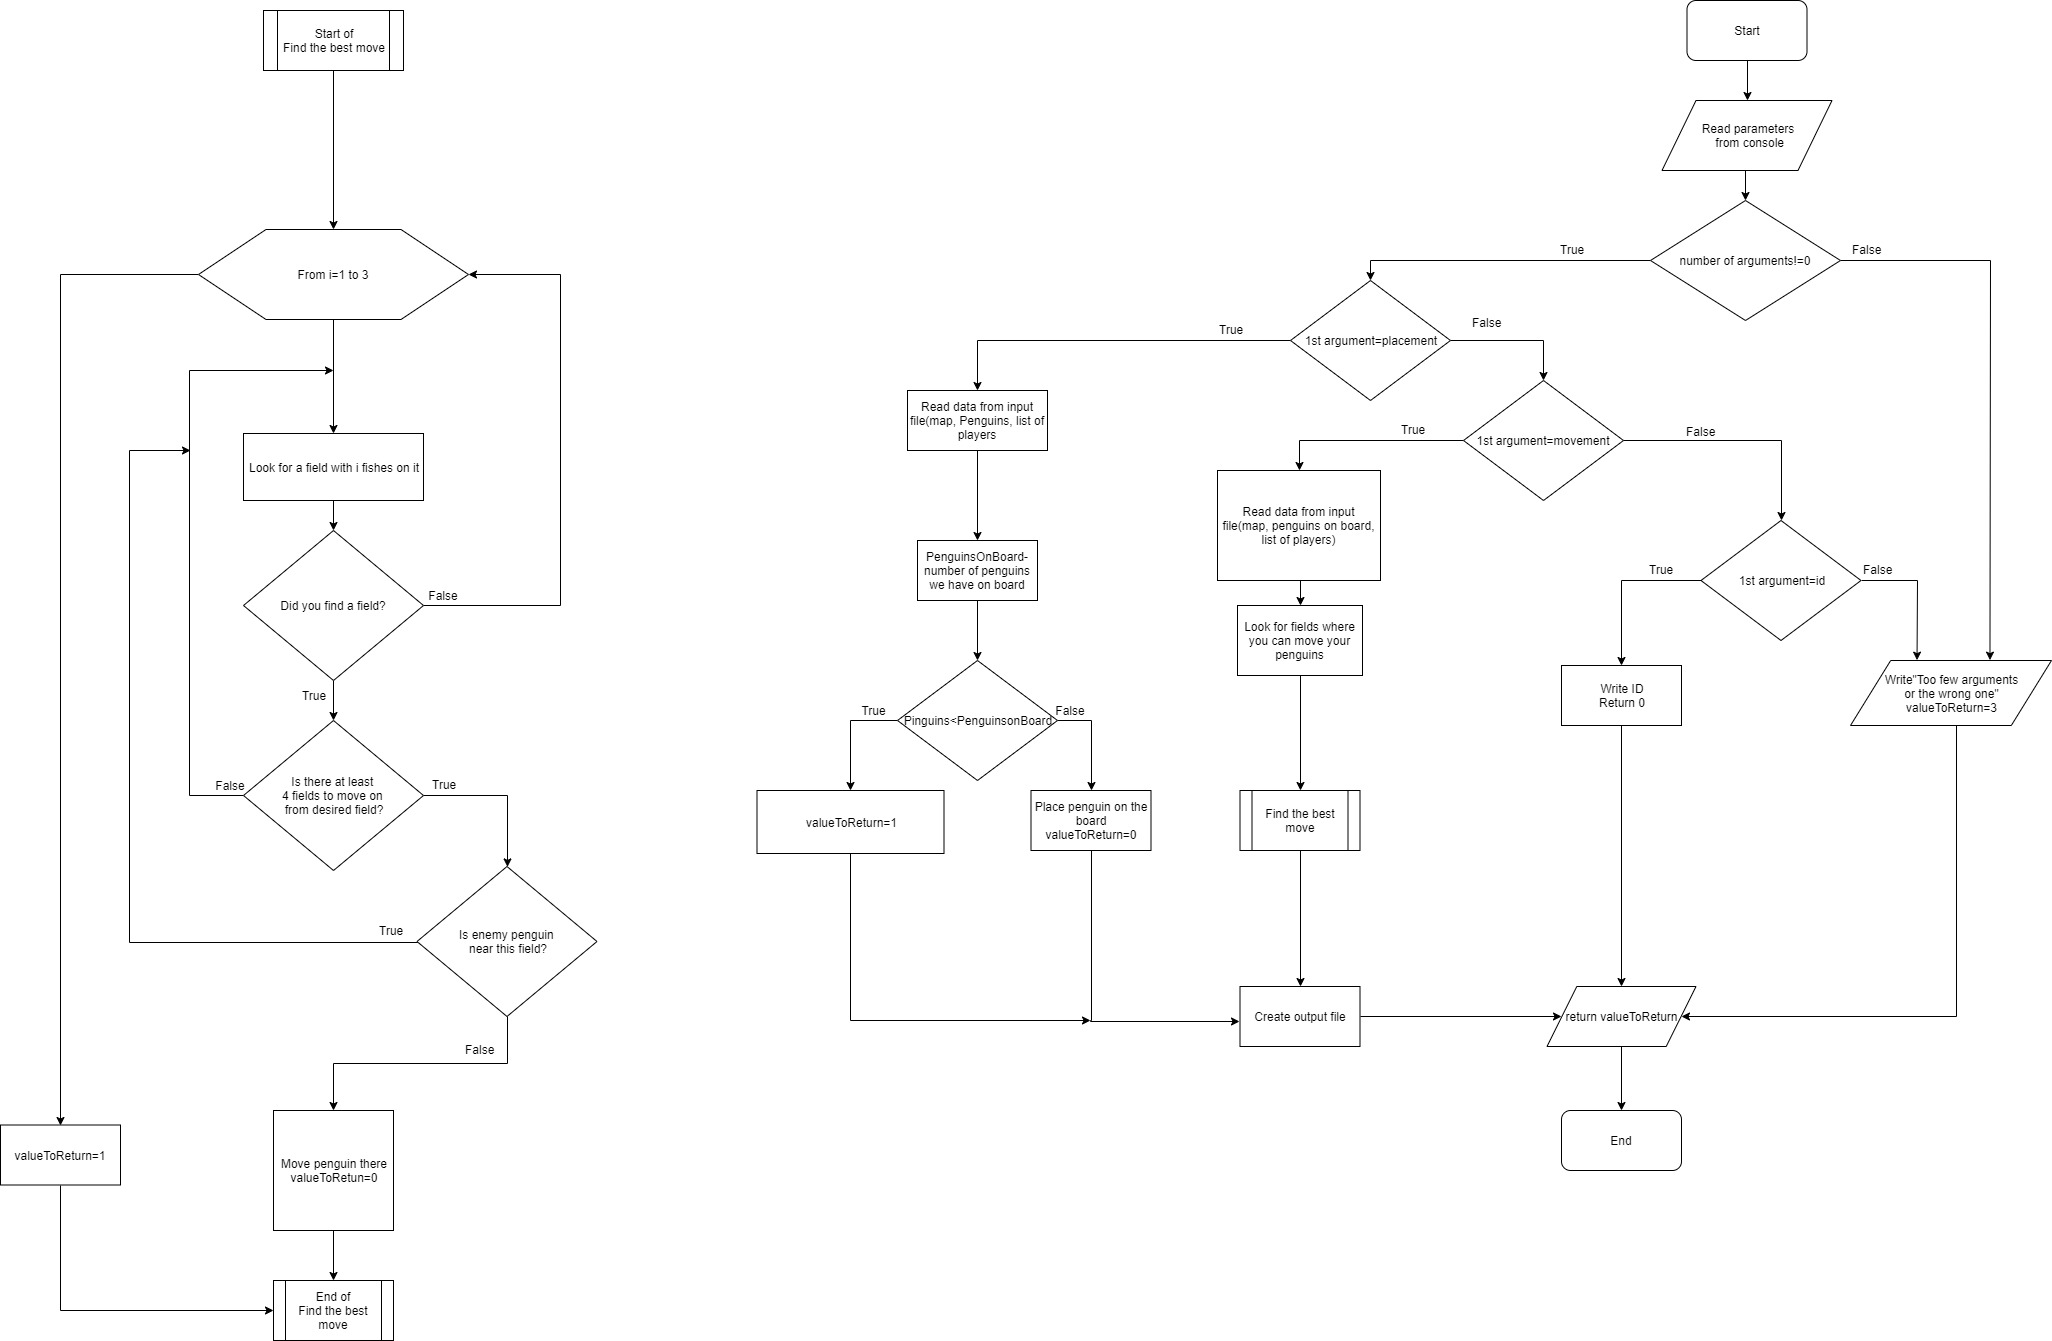 Start of
Find the best move
From i=1 to 3
Look for a field with i fishes on it
Did you find a field?
False
True
Is there at least
4 fields to move on
from desired field?
False
True
Is enemy penguin
near this field?
True
False
valueToReturn=1
Move penguin there
valueToRetun=0
End of
Find the best
move
Start
Read parameters
from console
number of arguments!=0
True
False
1st argument=placement
True
False
Read data from input
file(map, Penguins, list of
players
PenguinsOnBoard-
number of penguins
we have on board
Pinguins<PenguinsonBoard
True
False
valueToReturn=1
Place penguin on the
board
valueToReturn=0
1st argument=movement
True
False
Read data from input
file(map, penguins on board,
list of players)
Look for fields where
you can move your
penguins
Find the best
move
Create output file
1st argument=id
True
False
Write ID
Return 0
Write"Too few arguments
or the wrong one"
valueToReturn=3
return valueToReturn
End